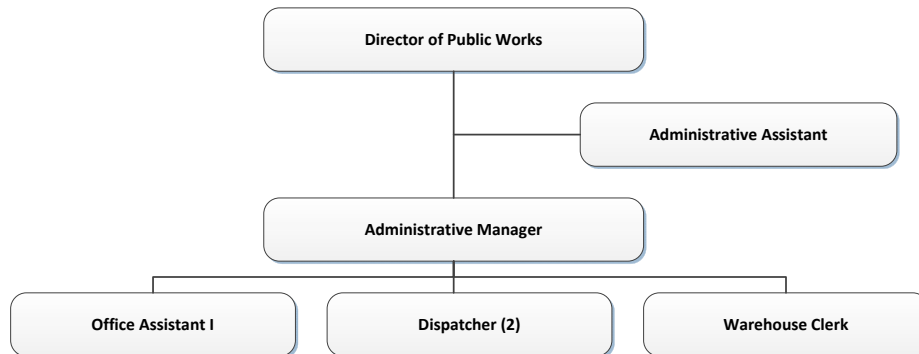 Director of Public Works
Administrative Assistant
Administrative Manager
Office Assistant I
Dispatcher (2)
Warehouse Clerk